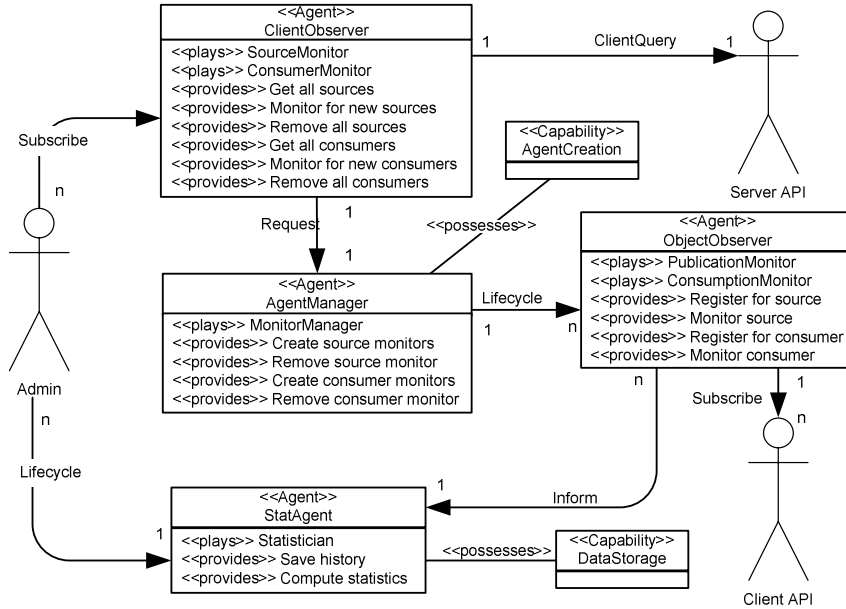 <<Agent>>
ClientObserver
<<plays>> SourceMonitor
<<plays>> ConsumerMonitor
<<provides>> Get all sources
<<provides>> Monitor for new sources
<<provides>> Remove all sources
<<provides>> Get all consumers
<<provides>> Monitor for new consumers
<<provides>> Remove all consumers
1
ClientQuery
1
Server API
Subscribe
n
Admin
n
Lifecycle
1
Request
1
1
<<Capability>>
AgentCreation
<<possesses>>
<<Agent>>
AgentManager
<<plays>> MonitorManager
<<provides>> Create source monitors
<<provides>> Remove source monitor
<<provides>> Create consumer monitors
<<provides>> Remove consumer monitor
Lifecycle
1
n
<<Agent>>
ObjectObserver
<<plays>> PublicationMonitor
<<plays>> ConsumptionMonitor
<<provides>> Register for source
<<provides>> Monitor source
<<provides>> Register for consumer
<<provides>> Monitor consumer
n
1
Subscribe
n
Client API
1
Inform
<<Agent>>
StatAgent
<<plays>> Statistician
<<provides>> Save history
<<provides>> Compute statistics
<<possesses>>
<<Capability>>
DataStorage